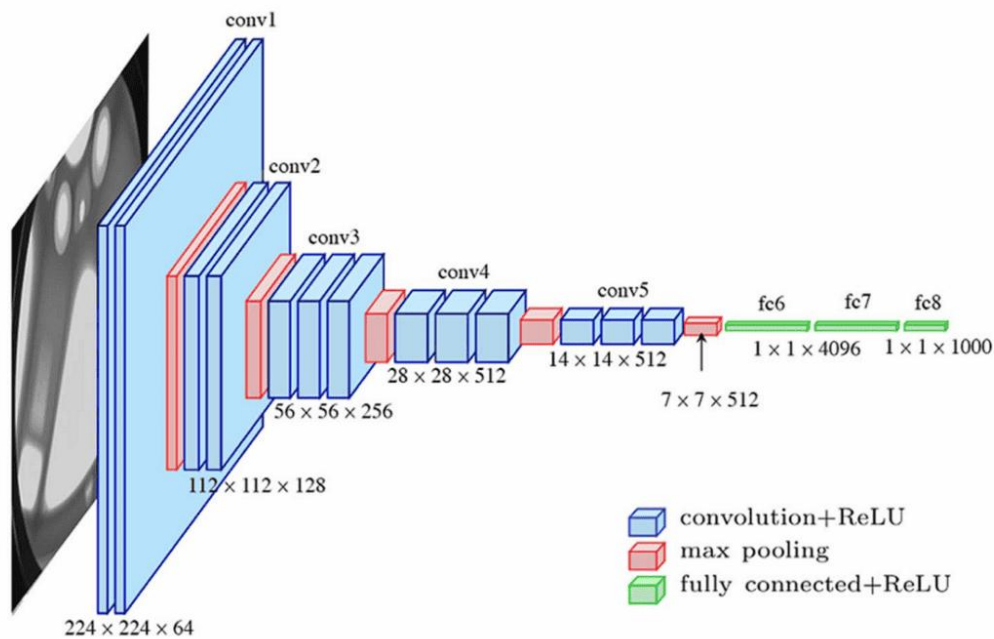 conv1
conv2
conv3
conv4
conv5
fc6
fc7
fc8
224 × 224 × 64
112 × 112 × 128
56 × 56 × 256
28 × 28 × 512
14 × 14 × 512
7 × 7 × 512
1 × 1 × 4096
1 × 1 × 1000
convolution+ReLU
max pooling
fully connected+ReLU